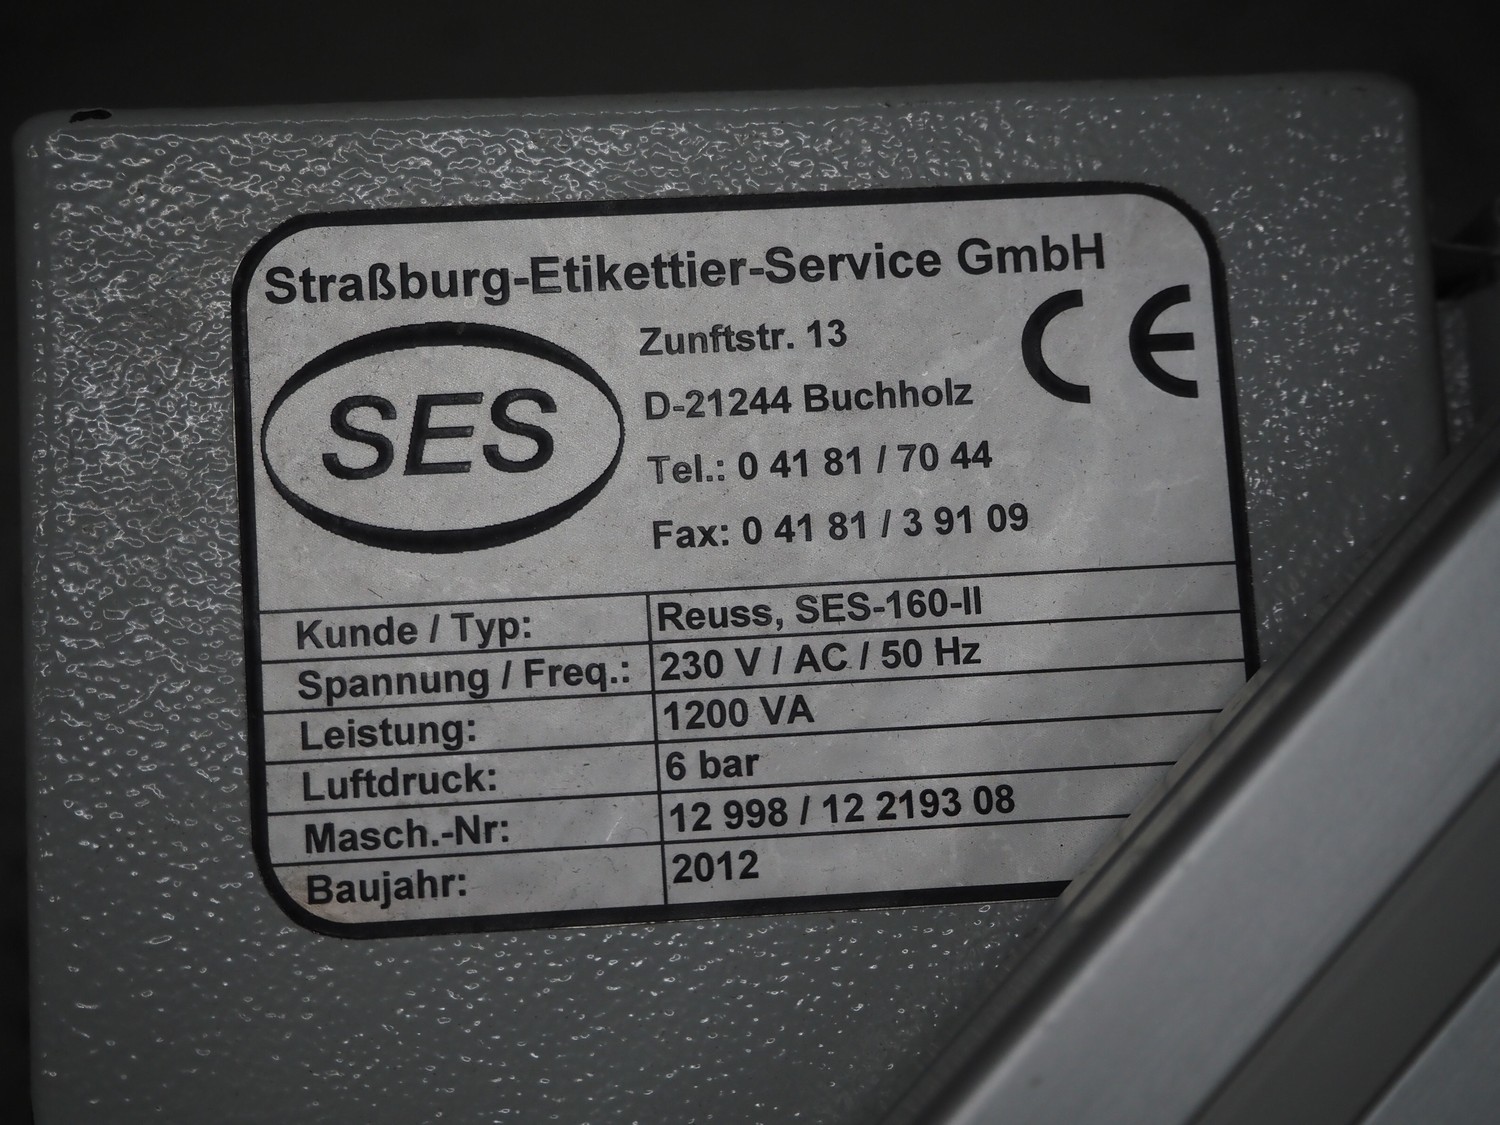 Straßburg-Etikettier-Service GmbH
SES
Zunftstr. 13
D-21244 Buchholz
Tel.: 0 41 81 / 70 44
Fax: 0 41 81 / 3 91 09
CE
Kunde / Typ: Reuss, SES-160-II
Spannung / Freq.: 230 V / AC / 50 Hz
Leistung: 1200 VA
Luftdruck: 6 bar
Masch.-Nr: 12 998 / 12 2193 08
Baujahr: 2012